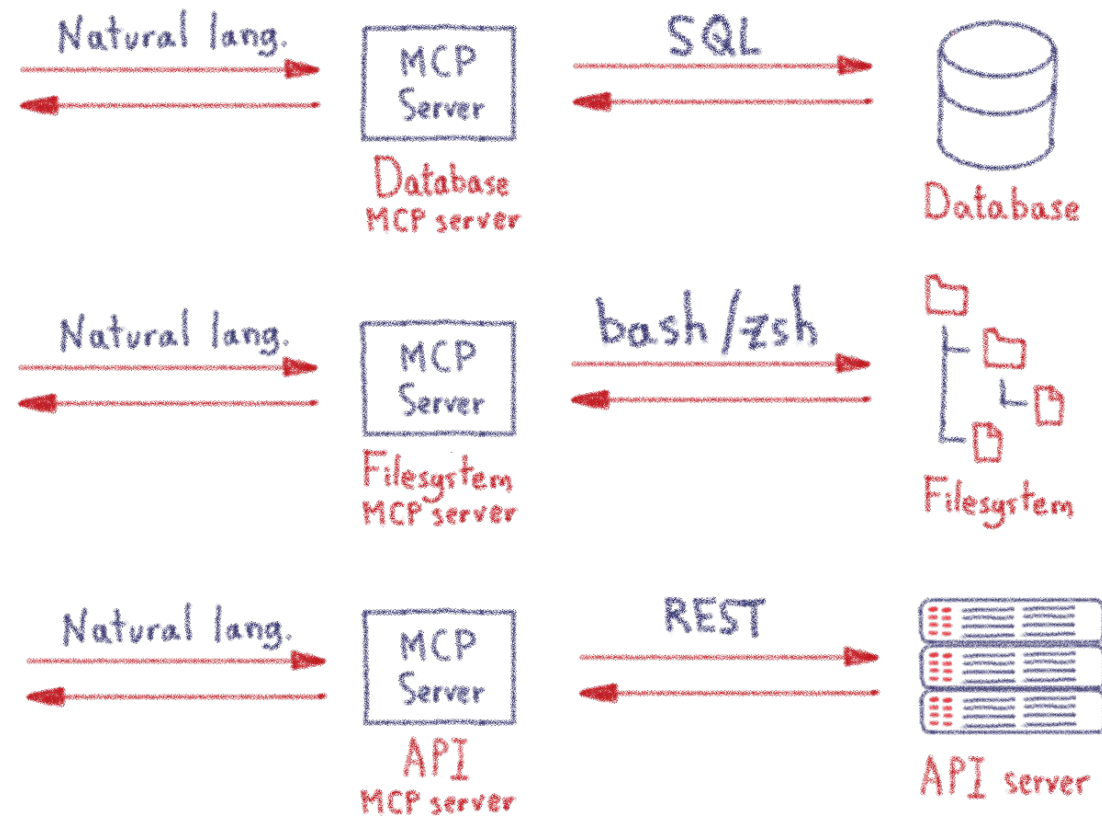 Natural lang.
MCP
Server
SQL
Database
MCP server
Database
Natural lang.
MCP
Server
bash/zsh
Filesystem
MCP server
Filesystem
Natural lang.
MCP
Server
REST
API
MCP server
API server